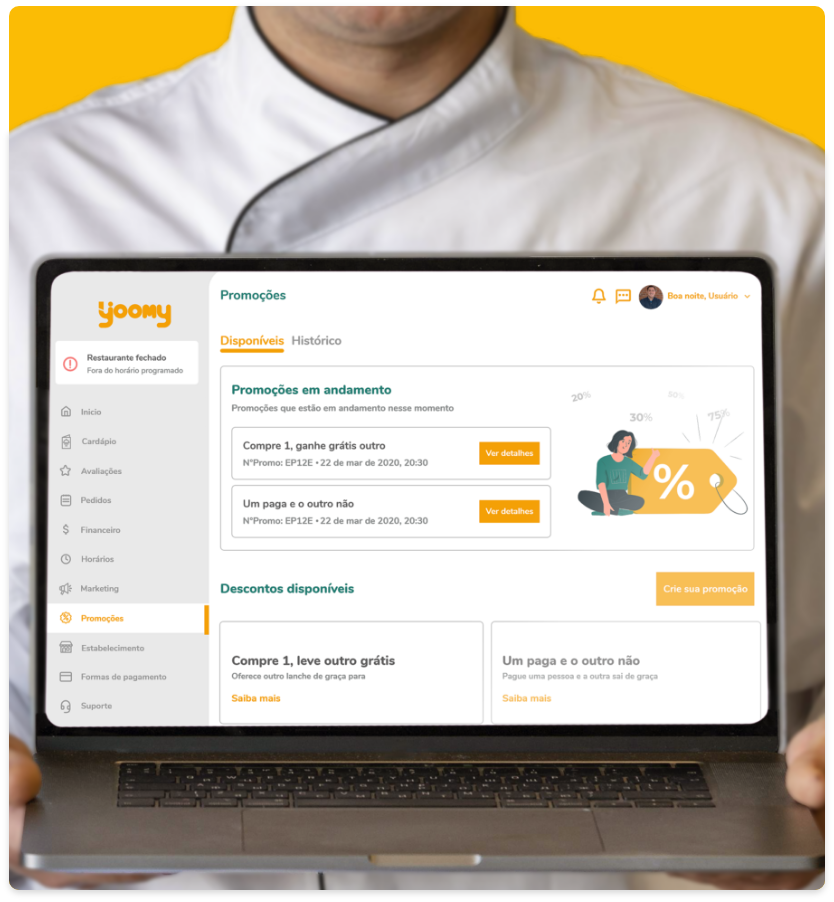 yoomy
Restaurante fechado
Fora do horário programado
Início
Cardápio
Avaliações
Pedidos
Financeiro
Horários
Marketing
Promoções
Estabelecimento
Formas de pagamento
Suporte
Promoções
Boa noite, Usuário
Disponíveis Histórico
Promoções em andamento
Promoções que estão em andamento nesse momento
Compre 1, ganhe grátis outro
N°Promo: EP12E • 22 de mar de 2020, 20:30
Ver detalhes
Um paga e o outro não
N°Promo: EP12E • 22 de mar de 2020, 20:30
Ver detalhes
20%
30%
50%
75%
%
Descontos disponíveis
Crie sua promoção
Compre 1, leve outro grátis
Oferece outro lanche de graça para
Saiba mais
Um paga e o outro não
Pague uma pessoa e a outra sai de graça
Saiba mais